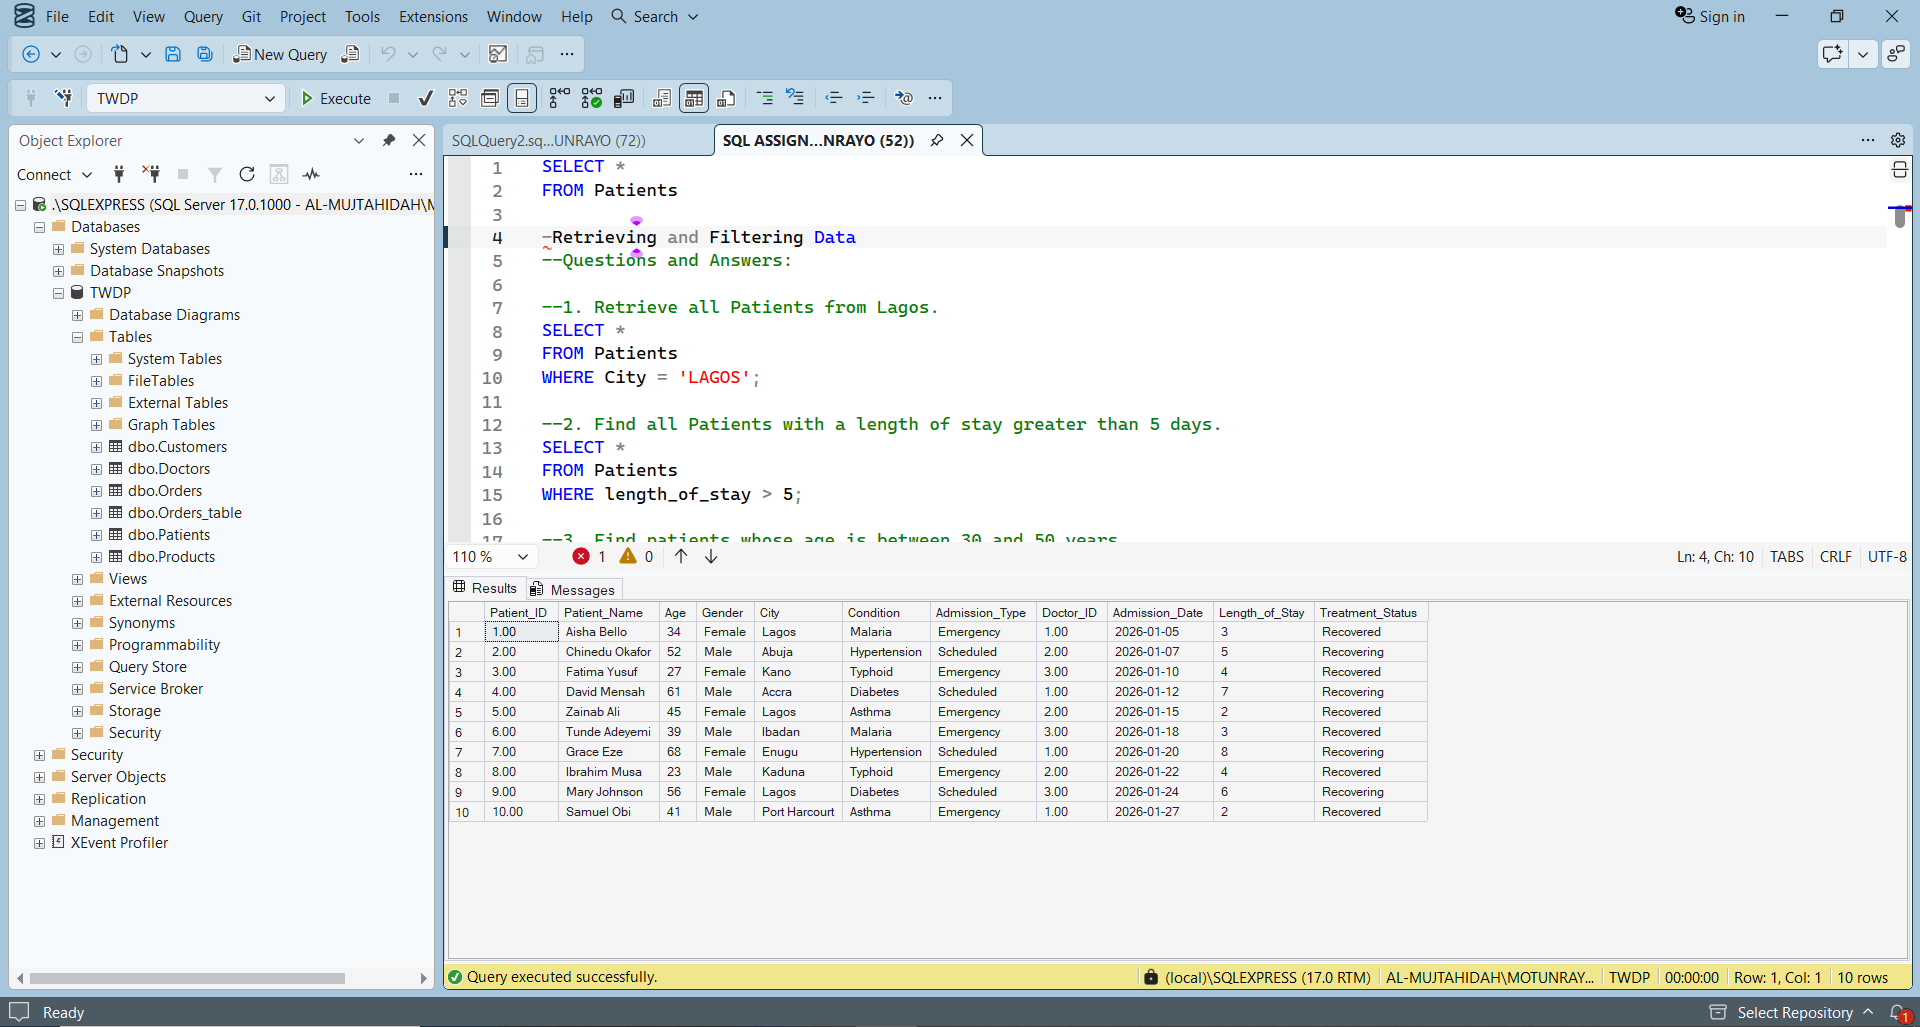 File Edit View Query Git Project Tools Extensions Window Help Search Sign in
New Query
TWDP Execute
Object Explorer
Connect
.\SQLEXPRESS (SQL Server 17.0.1000 - AL-MUJTAHIDAH\M
Databases
System Databases
Database Snapshots
TWDP
Database Diagrams
Tables
System Tables
FileTables
External Tables
Graph Tables
dbo.Customers
dbo.Doctors
dbo.Orders
dbo.Orders_table
dbo.Patients
dbo.Products
Views
External Resources
Synonyms
Programmability
Query Store
Service Broker
Storage
Security
Security
Server Objects
Replication
Management
XEvent Profiler
SQLQuery2.sq...UNRAYO (72)) SQL ASSIGN...NRAYO (52))
1 SELECT *
2 FROM Patients
3
4 -Retrieving and Filtering Data
5 --Questions and Answers:
6
7 --1. Retrieve all Patients from Lagos.
8 SELECT *
9 FROM Patients
10 WHERE City = 'LAGOS';
11
12 --2. Find all Patients with a length of stay greater than 5 days.
13 SELECT *
14 FROM Patients
15 WHERE length_of_stay > 5;
16
17 --3. Find patients whose age is between 30 and 50 years
110 % 1 0 Ln: 4, Ch: 10 TABS CRLF UTF-8
Results Messages
Patient_ID Patient_Name Age Gender City Condition Admission_Type Doctor_ID Admission_Date Length_of_Stay Treatment_Status
1 1.00 Aisha Bello 34 Female Lagos Malaria Emergency 1.00 2026-01-05 3 Recovered
2 2.00 Chinedu Okafor 52 Male Abuja Hypertension Scheduled 2.00 2026-01-07 5 Recovering
3 3.00 Fatima Yusuf 27 Female Kano Typhoid Emergency 3.00 2026-01-10 4 Recovered
4 4.00 David Mensah 61 Male Accra Diabetes Scheduled 1.00 2026-01-12 7 Recovering
5 5.00 Zainab Ali 45 Female Lagos Asthma Emergency 2.00 2026-01-15 2 Recovered
6 6.00 Tunde Adeyemi 39 Male Ibadan Malaria Emergency 3.00 2026-01-18 3 Recovered
7 7.00 Grace Eze 68 Female Enugu Hypertension Scheduled 1.00 2026-01-20 8 Recovering
8 8.00 Ibrahim Musa 23 Male Kaduna Typhoid Emergency 2.00 2026-01-22 4 Recovered
9 9.00 Mary Johnson 56 Female Lagos Diabetes Scheduled 3.00 2026-01-24 6 Recovering
10 10.00 Samuel Obi 41 Male Port Harcourt Asthma Emergency 1.00 2026-01-27 2 Recovered
Query executed successfully. (local)\SQLEXPRESS (17.0 RTM) AL-MUJTAHIDAH\MOTUNRAY... TWDP 00:00:00 Row: 1, Col: 1 10 rows
Ready Select Repository 1